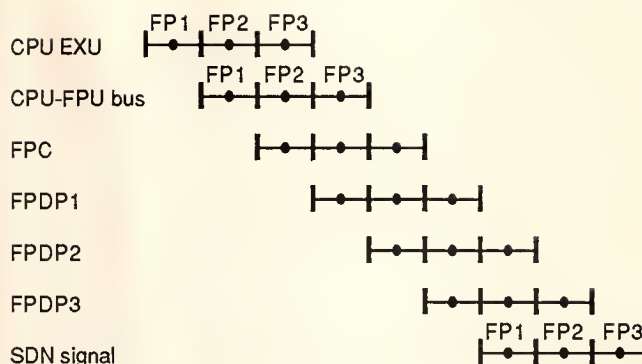 FP1 FP2 FP3
CPU EXU
FP1 FP2 FP3
CPU-FPU bus
FPC
FPDP1
FPDP2
FPDP3
FP1 FP2 FP3
SDN signal